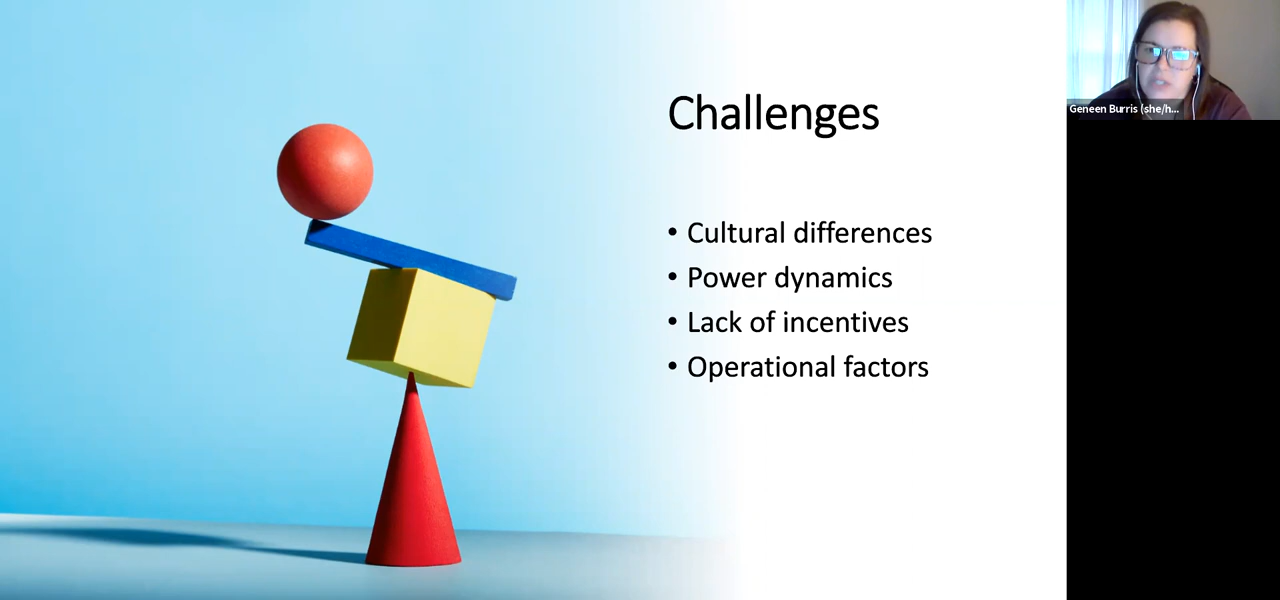 Challenges
• Cultural differences
• Power dynamics
• Lack of incentives
• Operational factors
Geneen Burris (she/h...